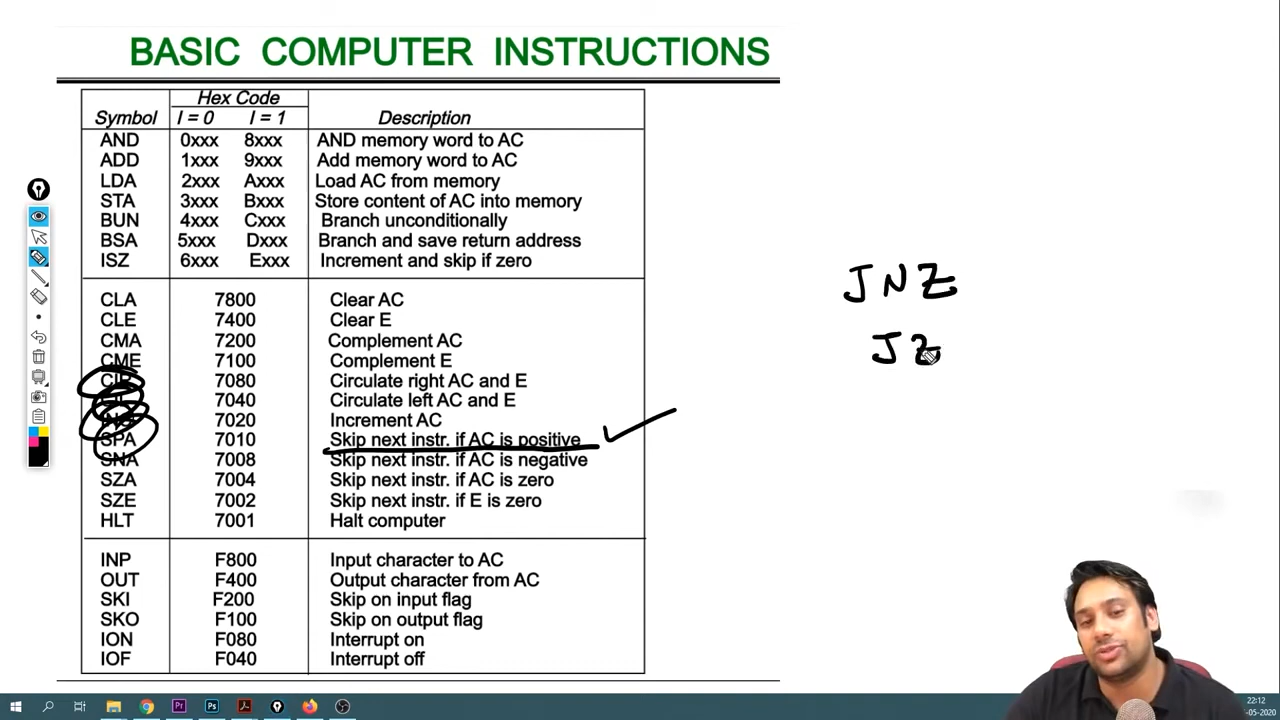 BASIC COMPUTER INSTRUCTIONS
Hex Code
Symbol I = 0 I = 1 Description
AND 0xxx 8xxx AND memory word to AC
ADD 1xxx 9xxx Add memory word to AC
LDA 2xxx Axxx Load AC from memory
STA 3xxx Bxxx Store content of AC into memory
BUN 4xxx Cxxx Branch unconditionally
BSA 5xxx Dxxx Branch and save return address
ISZ 6xxx Exxx Increment and skip if zero
CLA 7800 Clear AC
CLE 7400 Clear E
CMA 7200 Complement AC
CME 7100 Complement E
CIR 7080 Circulate right AC and E
7040 Circulate left AC and E
7020 Increment AC
SPA 7010 Skip next instr. if AC is positive
SNA 7008 Skip next instr. if AC is negative
SZA 7004 Skip next instr. if AC is zero
SZE 7002 Skip next instr. if E is zero
HLT 7001 Halt computer
INP F800 Input character to AC
OUT F400 Output character from AC
SKI F200 Skip on input flag
SKO F100 Skip on output flag
ION F080 Interrupt on
IOF F040 Interrupt off
JNZ
JZ
22:12
-05-2020